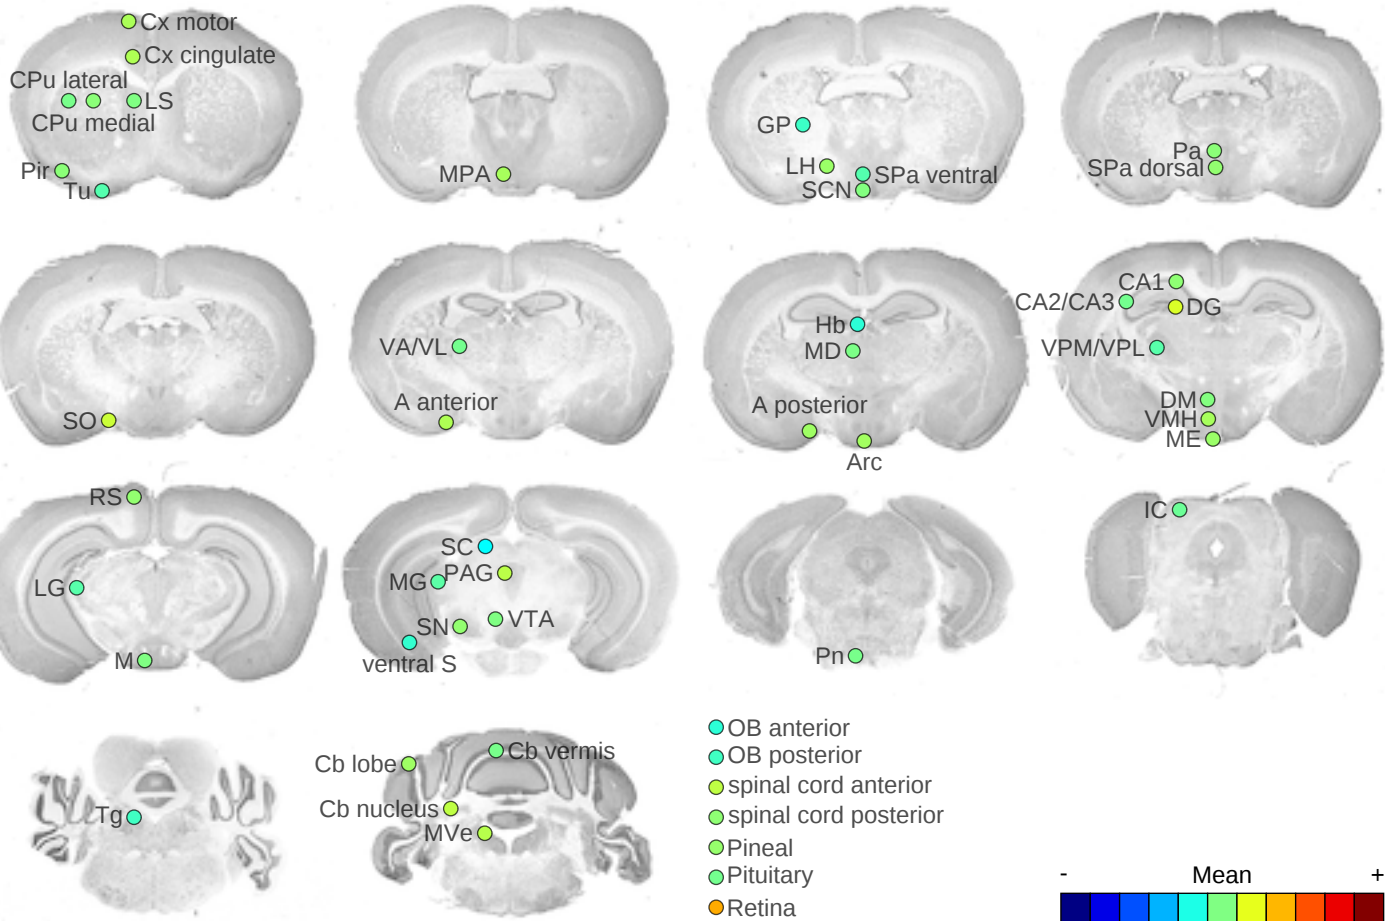 Cx motor
Cx cingulate
CPu lateral
LS
CPu medial
Pir
Tu
MPA
GP
LH
SPa ventral
SCN
Pa
SPa dorsal
SO
VA/VL
A anterior
Hb
MD
A posterior
Arc
CA1
CA2/CA3
DG
VPM/VPL
DM
VMH
ME
RS
LG
M
SC
MG
PAG
SN
VTA
ventral S
Pn
IC
Tg
Cb lobe
Cb vermis
Cb nucleus
MVe
OB anterior
OB posterior
spinal cord anterior
spinal cord posterior
Pineal
Pituitary
Retina
- Mean +